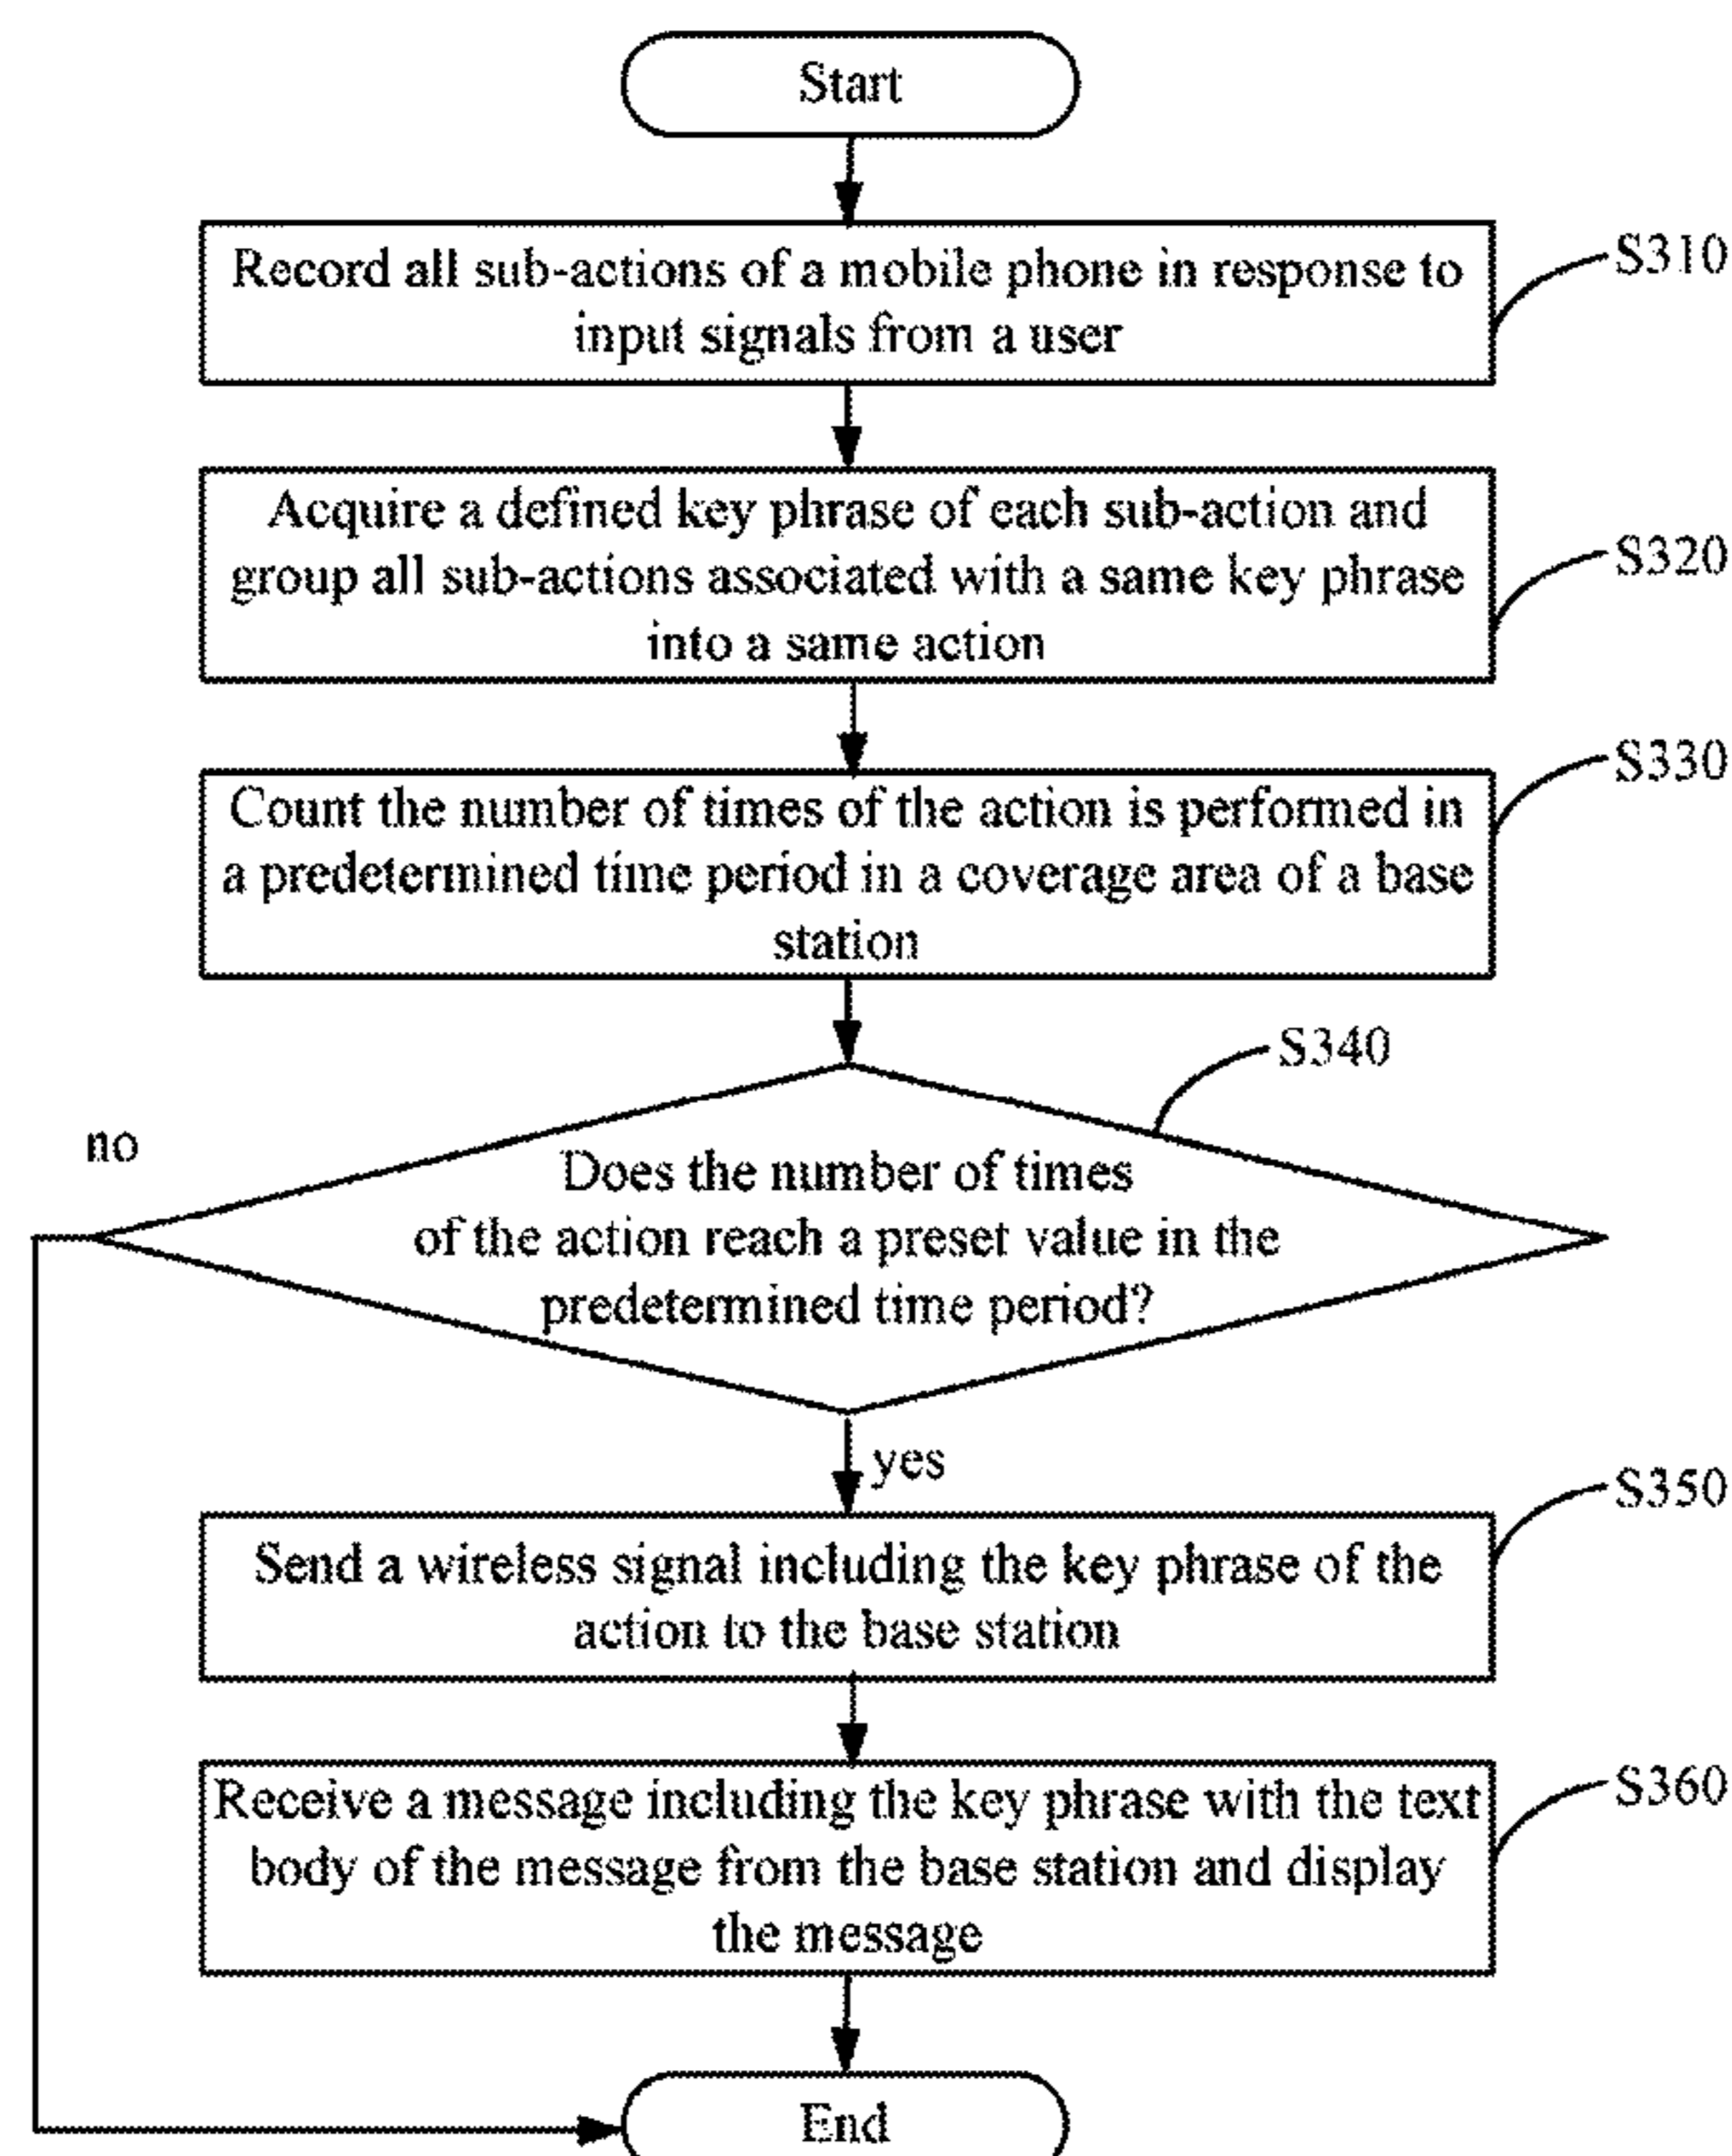 Start
Record all sub-actions of a mobile phone in response to
input signals from a user
S310
Acquire a defined key phrase of each sub-action and
group all sub-actions associated with a same key phrase
into a same action
S320
Count the number of times of the action is performed in
a predetermined time period in a coverage area of a base
station
S330
S340
no
Does the number of times
of the action reach a preset value in the
predetermined time period?
yes
Send a wireless signal including the key phrase of the
action to the base station
S350
Receive a message including the key phrase with the text
body of the message from the base station and display
the message
S360
End